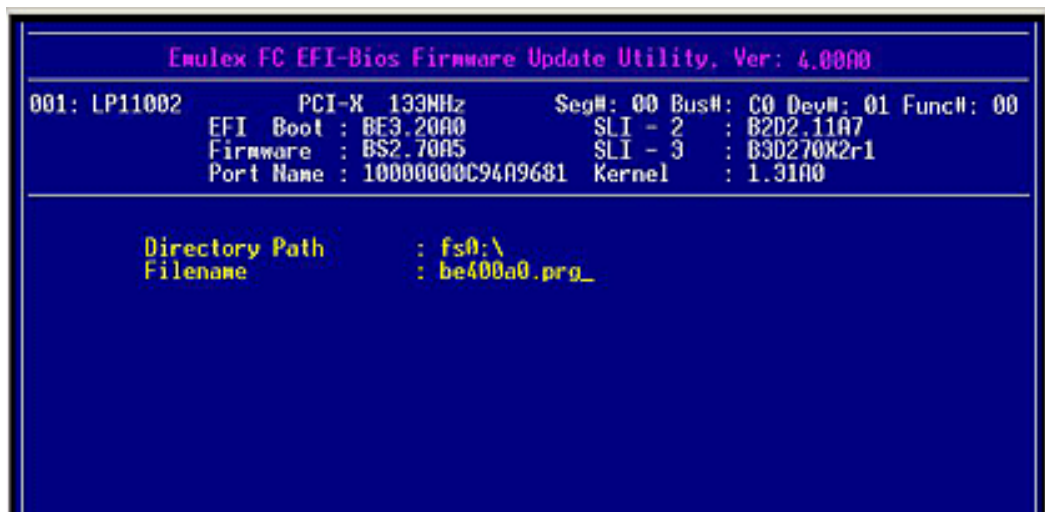 Emulex FC EFI-Bios Firmware Update Utility, Ver: 4.00A0
001: LP11002 PCI-X 133MHz Seg#: 00 Bus#: C0 Dev#: 01 Func#: 00
EFI Boot : BE3.20A0 SLI - 2 : B2D2.11A7
Firmware : BS2.70A5 SLI - 3 : B3D270X2r1
Port Name : 10000000C94A9681 Kernel : 1.31A0
Directory Path : fs0:\
Filename : be400a0.prg_